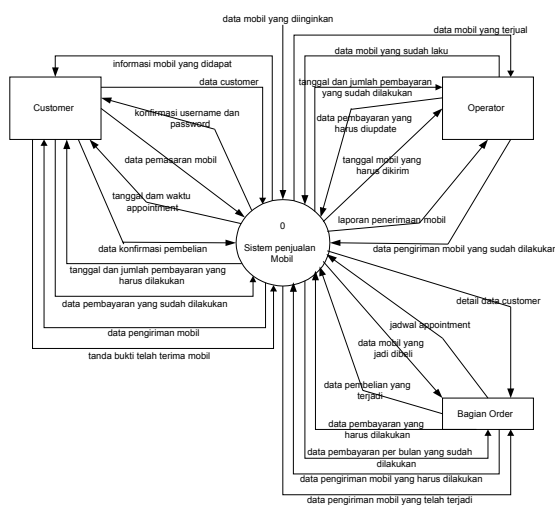 data mobil yang diinginkan
data mobil yang terjual
data mobil yang sudah laku
informasi mobil yang didapat
data customer
tanggal dan jumlah pembayaran
yang sudah dilakukan
Customer
Operator
konfirmasi username dan
password
data pembayaran yang
harus diupdate
data pemasaran mobil
tanggal mobil yang
harus dikirim
tanggal dam waktu
appointment
0
Sistem penjualan
Mobil
laporan penerimaan mobil
data konfirmasi pembelian
data pengiriman mobil yang sudah dilakukan
tanggal dan jumlah pembayaran yang
harus dilakukan
detail data customer
data pembayaran yang sudah dilakukan
jadwal appointment
data pengiriman mobil
data mobil yang
jadi dibeli
tanda bukti telah terima mobil
data pembelian yang
terjadi
Bagian Order
data pembayaran yang
harus dilakukan
data pembayaran per bulan yang sudah
dilakukan
data pengiriman mobil yang harus dilakukan
data pengiriman mobil yang telah terjadi